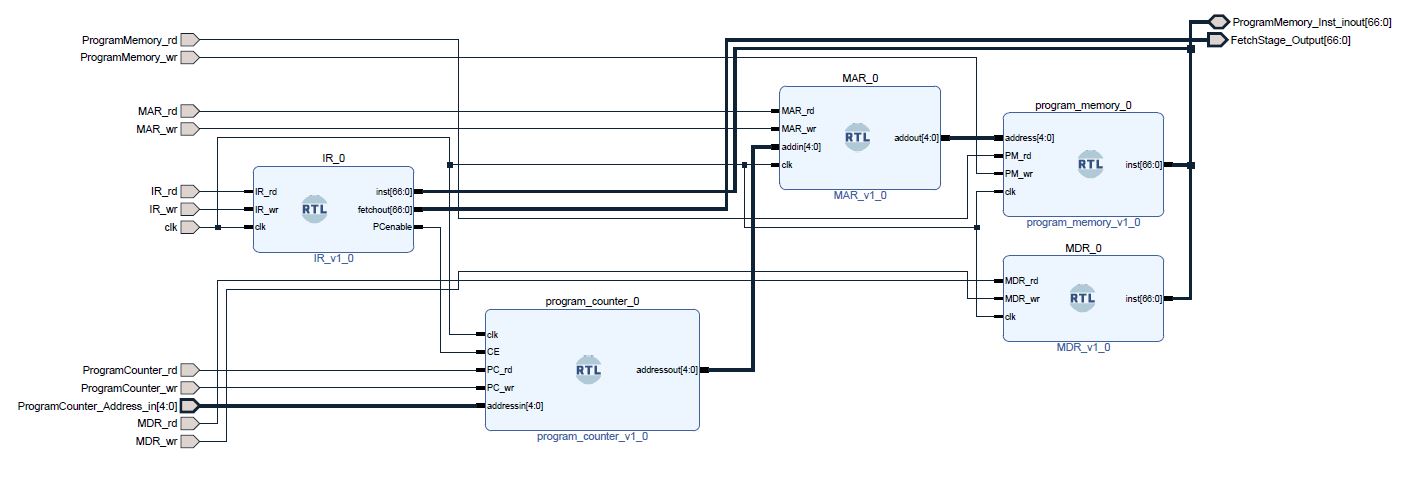 ProgramMemory_Inst_inout[66:0]
FetchStage_Output[66:0]
ProgramMemory_rd
ProgramMemory_wr
MAR_0
MAR_rd
MAR_wr
MAR_rd
MAR_wr
addin[4:0]
clk
RTL
addout[4:0]
MAR_v1_0
program_memory_0
address[4:0]
PM_rd
PM_wr
clk
RTL
inst[66:0]
program_memory_v1_0
IR_0
IR_rd
IR_wr
clk
IR_rd
IR_wr
clk
RTL
inst[66:0]
fetchout[66:0]
PCenable
IR_v1_0
MDR_0
MDR_rd
MDR_wr
clk
RTL
inst[66:0]
MDR_v1_0
program_counter_0
clk
CE
PC_rd
PC_wr
addressin[4:0]
RTL
addressout[4:0]
program_counter_v1_0
ProgramCounter_rd
ProgramCounter_wr
ProgramCounter_Address_in[4:0]
MDR_rd
MDR_wr